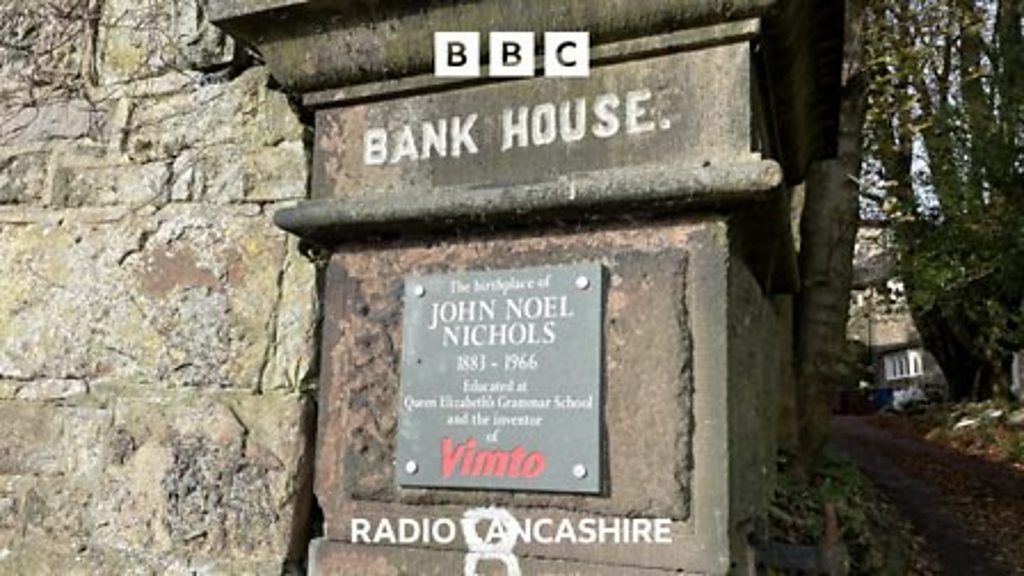 BBC
BANK HOUSE.
The birthplace of
JOHN NOEL
NICHOLS
1883 - 1966
Educated at
Queen Elizabeth's Grammar School
and the inventor
of
Vimto
RADIO LANCASHIRE
8